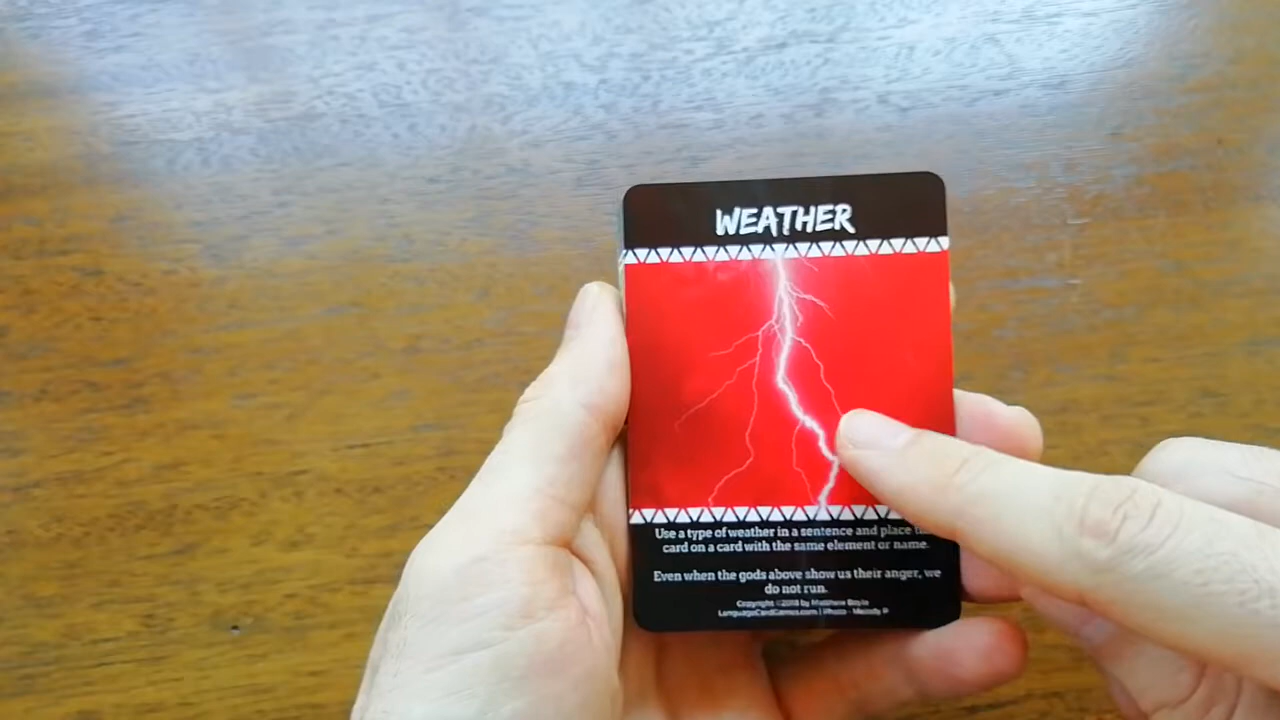 WEATHER
Use a type of weather in a sentence and place
card on a card with the same element or name.
Even when the gods above show us their anger, we
do not run.
Copyright ©2018 by Matthew Boyle
LanguageCardGames.com | Photo - Melody P